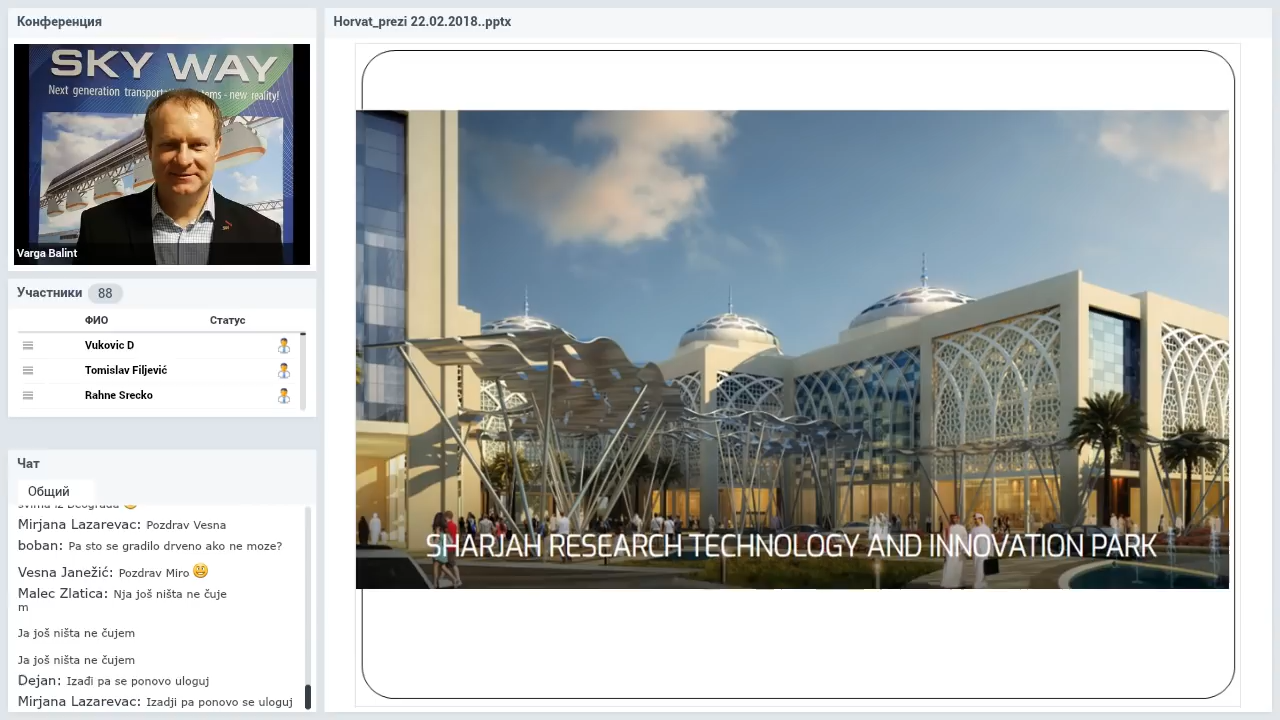 Конференция
SKY WAY
Next generation transport
tems - new reality!
Varga Balint
Участники 88
ФИО Статус
Vukovic D
Tomislav Filjević
Rahne Srecko
Чат
Общий
svima iz Beograda
Mirjana Lazarevac: Pozdrav Vesna
boban: Pa sto se gradilo drveno ako ne moze?
Vesna Janežić: Pozdrav Miro
Malec Zlatica: Nja još ništa ne čuje
m
Ja još ništa ne čujem
Ja još ništa ne čujem
Dejan: Izađi pa se ponovo uloguj
Mirjana Lazarevac: Izadji pa ponovo se uloguj
Horvat_prezi 22.02.2018..pptx
SHARJAH RESEARCH TECHNOLOGY AND INNOVATION PARK